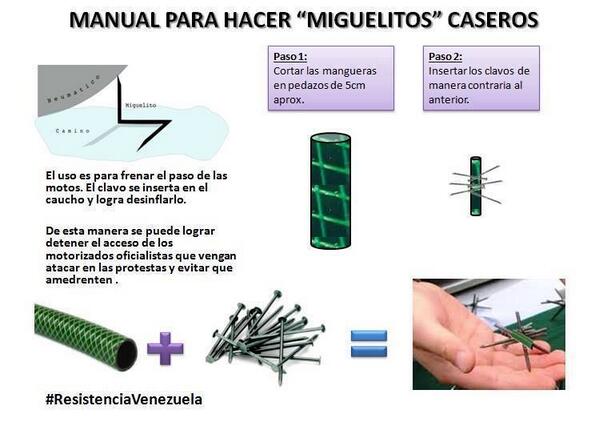 MANUAL PARA HACER “MIGUELITOS” CASEROS
Neumatico
Miguelito
Camino
Paso 1:
Cortar las mangueras
en pedazos de 5cm
aprox.
Paso 2:
Insertar los clavos de
manera contraria al
anterior.
El uso es para frenar el paso de las
motos. El clavo se inserta en el
caucho y logra desinflarlo.
De esta manera se puede lograr
detener el acceso de los
motorizados oficialistas que vengan
atacar en las protestas y evitar que
amedrenten .
#ResistenciaVenezuela